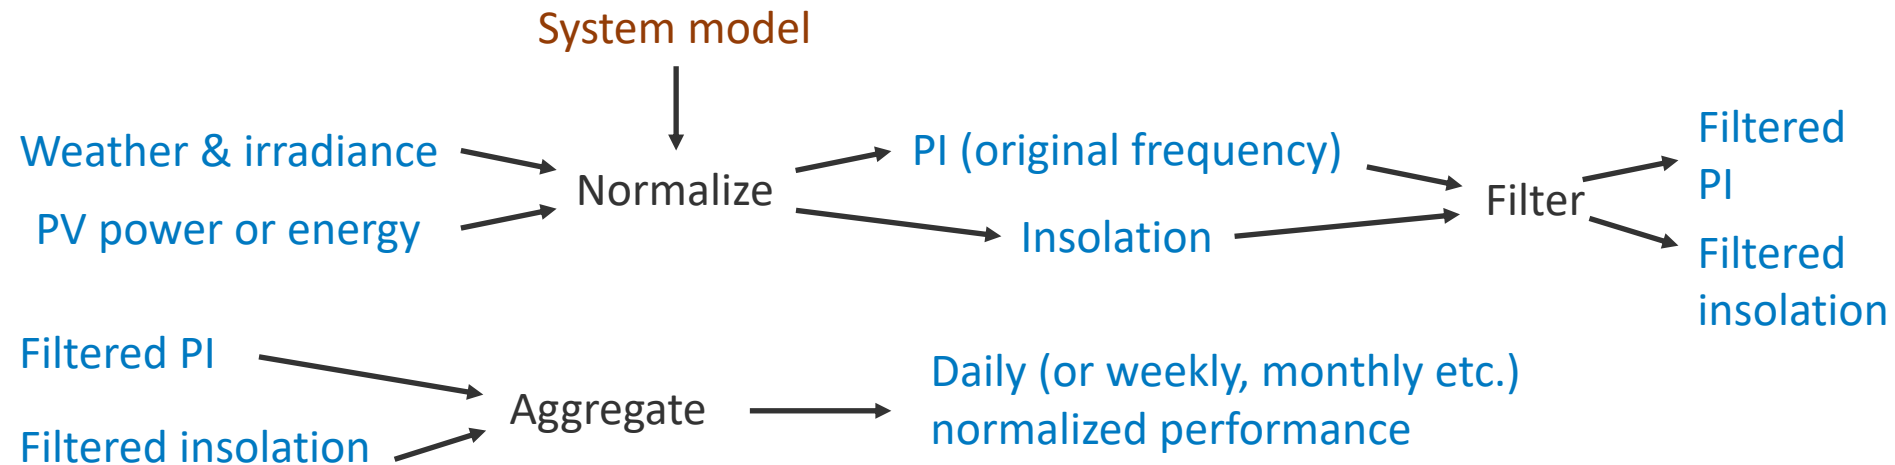 System model
Weather & irradiance
PV power or energy
Normalize
PI (original frequency)
Insolation
Filter
Filtered
PI
Filtered
insolation
Filtered PI
Filtered insolation
Aggregate
Daily (or weekly, monthly etc.)
normalized performance